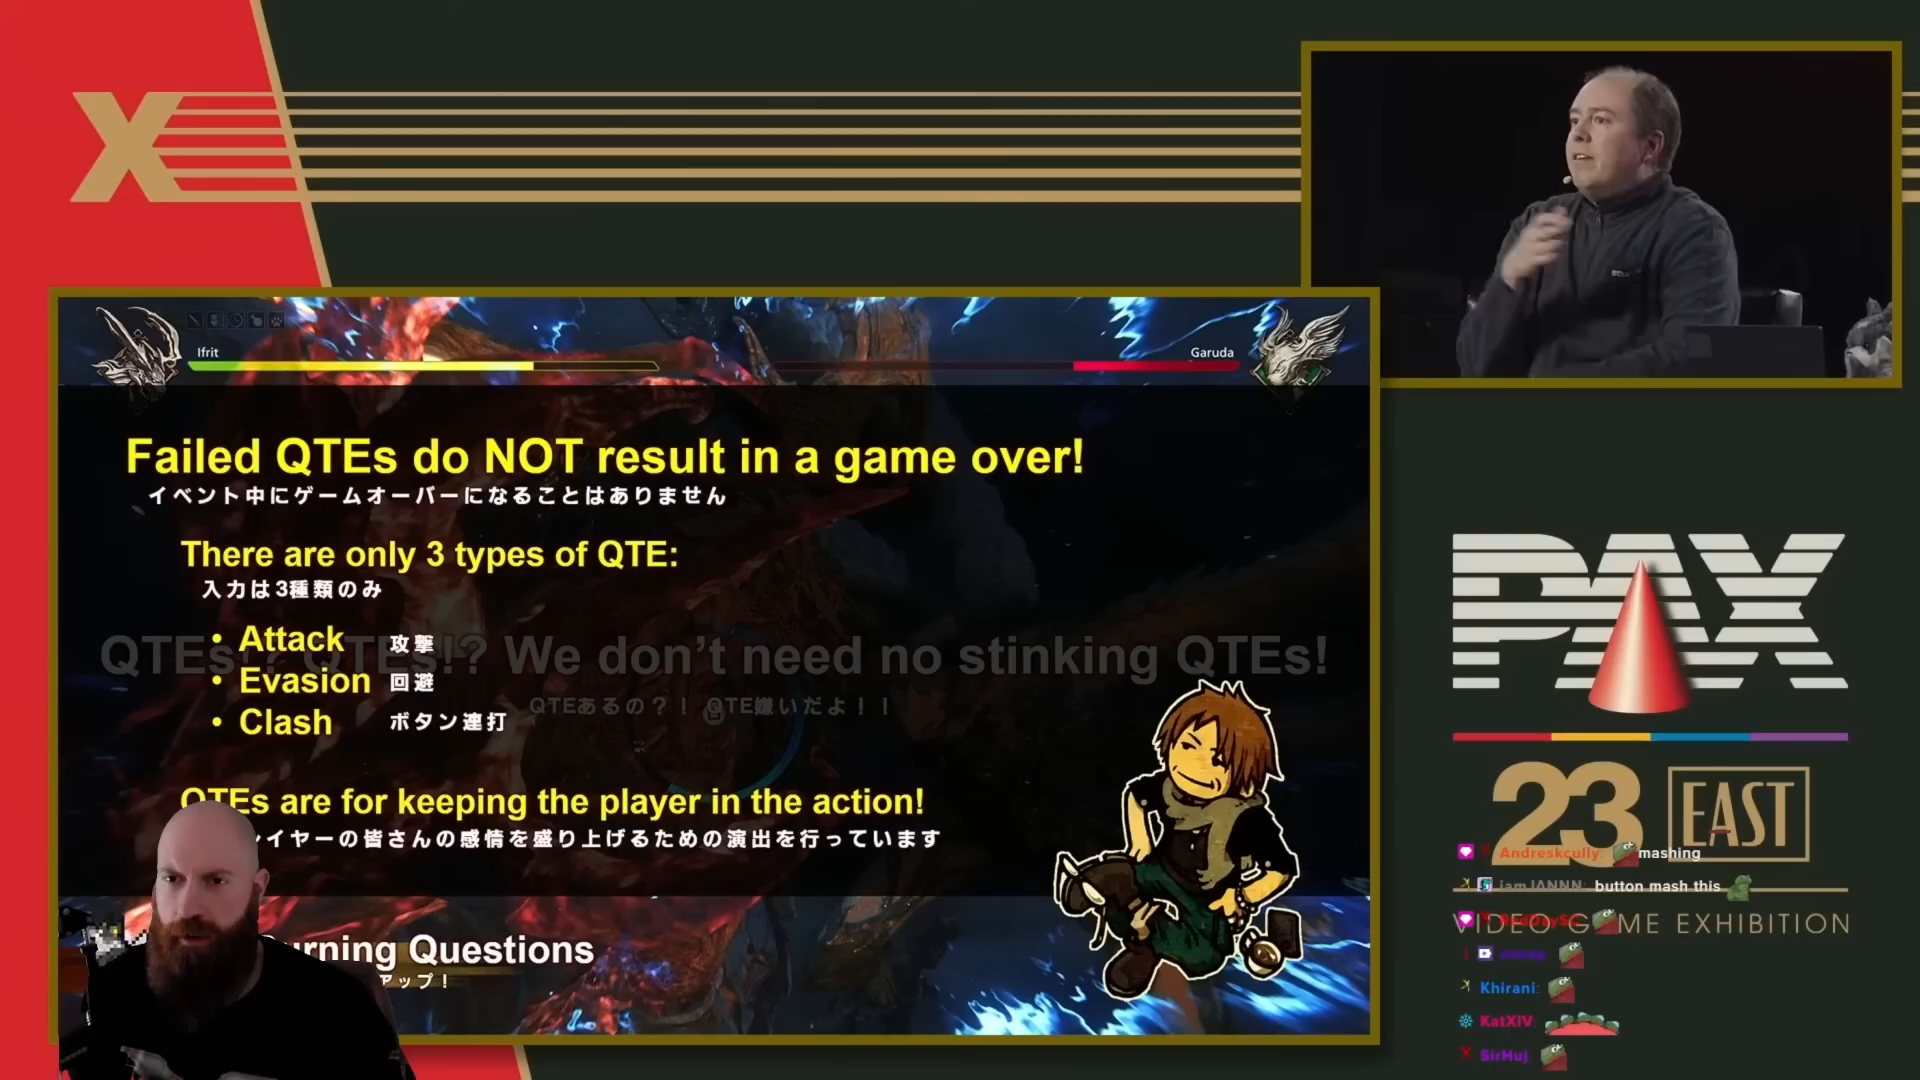 X
Ifrit
Garuda
Failed QTEs do NOT result in a game over!
イベント中にゲームオーバーになることはありません
There are only 3 types of QTE:
入力は3種類のみ
• Attack 攻撃
QTEs!? QTEs!? We don't need no stinking QTEs!
• Evasion 回避
QTEあるの？！ QTE嫌いだよ！！
• Clash ボタン連打
QTEs are for keeping the player in the action!
イヤーの皆さんの感情を盛り上げるための演出を行っています
urning Questions
アップ！
PAX
23 EAST
VIDEO GAME EXHIBITION
Andreskcully: mashing
iamJANNN: button mash this
Khirani:
KatXIV
SirHuj